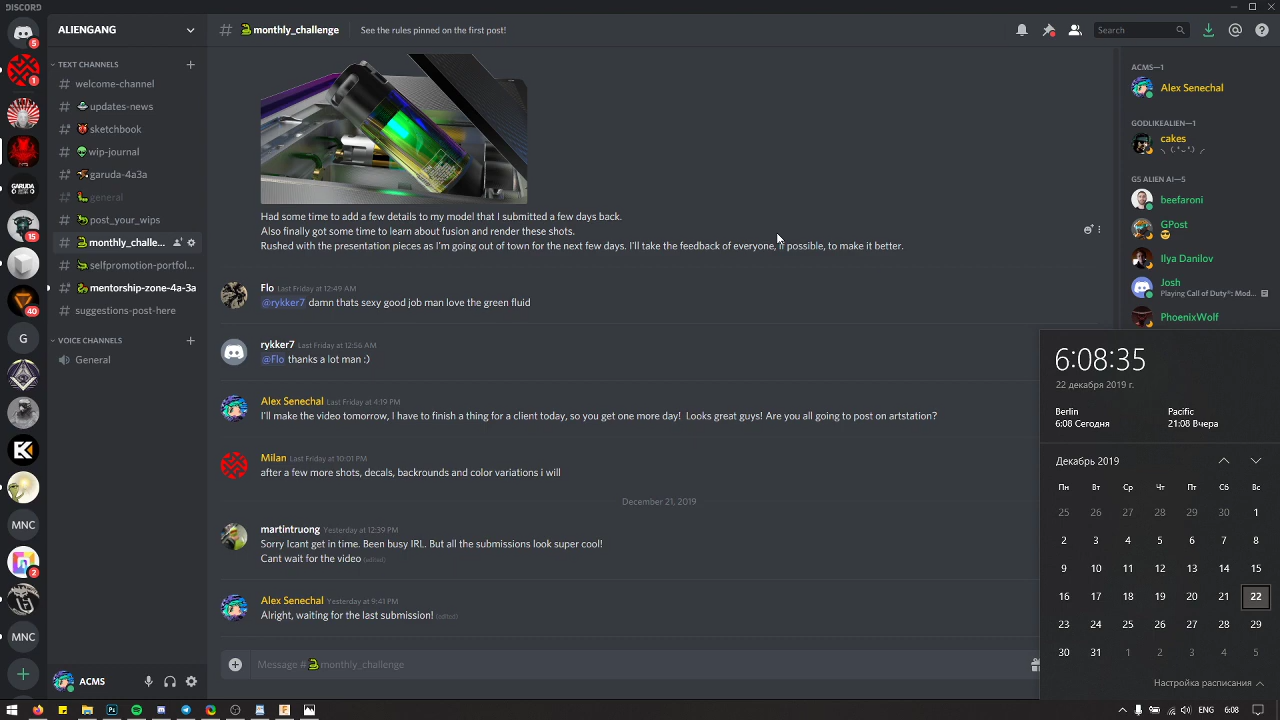 DISCORD
ALIENGANG
# monthly_challenge
See the rules pinned on the first post!
Search
5
1
15
40
G
MNC
2
MNC
TEXT CHANNELS
welcome-channel
updates-news
sketchbook
wip-journal
garuda-4a3a
general
post_your_wips
monthly_challe...
selfpromotion-portfol...
mentorship-zone-4a-3a
suggestions-post-here
VOICE CHANNELS
General
ACMS
Had some time to add a few details to my model that I submitted a few days back.
Also finally got some time to learn about fusion and render these shots.
Rushed with the presentation pieces as I'm going out of town for the next few days. I'll take the feedback of everyone, if possible, to make it better.
Flo Last Friday at 12:49 AM
@rykker7 damn thats sexy good job man love the green fluid
rykker7 Last Friday at 12:56 AM
@Flo thanks a lot man :)
Alex Senechal Last Friday at 4:19 PM
I'll make the video tomorrow, I have to finish a thing for a client today, so you get one more day! Looks great guys! Are you all going to post on artstation?
Milan Last Friday at 10:01 PM
after a few more shots, decals, backrounds and color variations i will
December 21, 2019
martintruong Yesterday at 12:39 PM
Sorry Icant get in time. Been busy IRL. But all the submissions look super cool!
Cant wait for the video (edited)
Alex Senechal Yesterday at 9:41 PM
Alright, waiting for the last submission! (edited)
Message # monthly_challenge
ACMS—1
Alex Senechal
GODLIKEALIEN—1
cakes
G5 ALIEN AI—5
beefaroni
GPost
Ilya Danilov
Josh
Playing Call of Duty®: Mod...
PhoenixWolf
6:08:35
22 декабря 2019 г.
Berlin Pacific
6:08 Сегодня 21:08 Вчера
Декабрь 2019
Пн Вт Ср Чт Пт Сб Вс
25 26 27 28 29 30 1
2 3 4 5 6 7 8
9 10 11 12 13 14 15
16 17 18 19 20 21 22
23 24 25 26 27 28 29
30 31 1 2 3 4 5
Настройка расписания
ENG 6:08